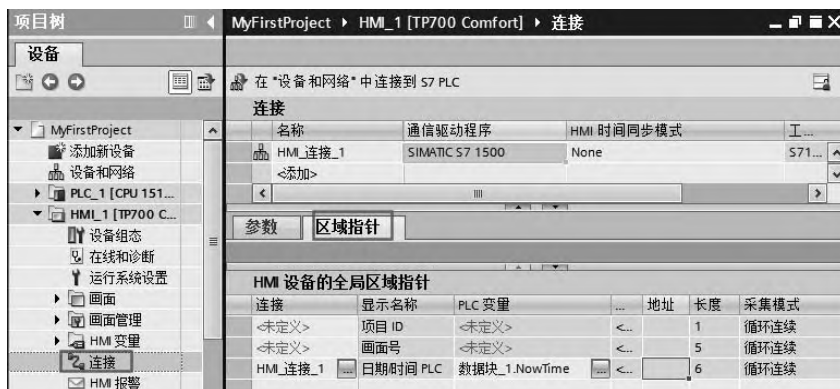 项目树
MyFirstProject ▸ HMI_1 [TP700 Comfort] ▸ 连接
设备
在"设备和网络"中连接到 S7 PLC
连接
名称 通信驱动程序 HMI 时间同步模式 工...
HMI_连接_1 SIMATIC S7 1500 None S71...
<添加>
MyFirstProject
添加新设备
设备和网络
PLC_1 [CPU 151...
HMI_1 [TP700 C...
设备组态
在线和诊断
运行系统设置
画面
画面管理
HMI 变量
连接
HMI 报警
参数 区域指针
HMI 设备的全局区域指针
连接 显示名称 PLC 变量 ... 地址 长度 采集模式
<未定义> 项目 ID <未定义> <... 1 循环连续
<未定义> 画面号 <未定义> <... 5 循环连续
HMI_连接_1 ... 日期/时间 PLC 数据块_1.NowTime ... <... 6 循环连续